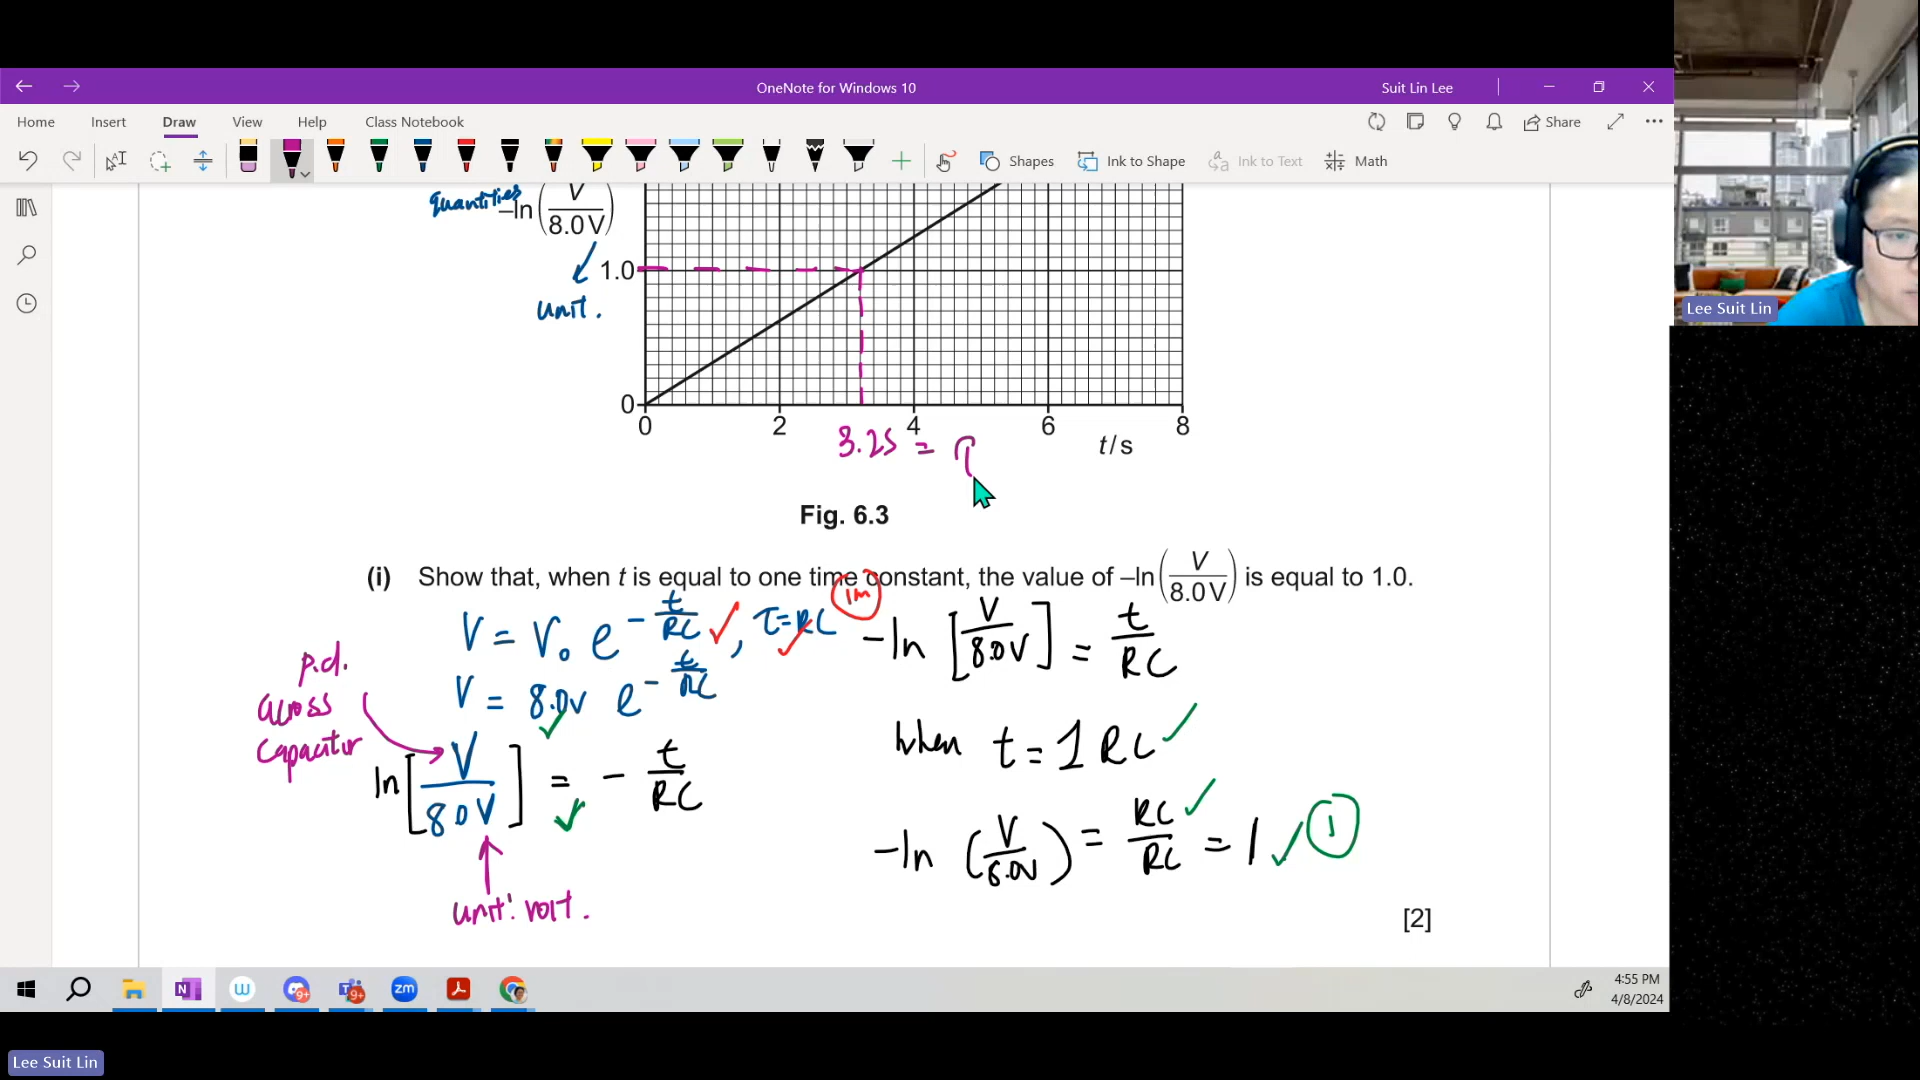 OneNote for Windows 10
Suit Lin Lee
Home Insert Draw View Help Class Notebook
Share
Shapes Ink to Shape Ink to Text Math
quantities
–ln(V/8.0V)
unit.
1.0
0
0 2 4 6 8
t/s
3.2s =
Fig. 6.3
(i) Show that, when t is equal to one time constant, the value of –ln(V/8.0V) is equal to 1.0.
V = V₀ e^(-t/RC), τ=RC
1m
V = 8.0V e^(-t/RC)
p.d. across capacitor
ln[V/8.0V] = - t/RC
unit: volt.
-ln[V/8.0V] = t/RC
when t = 1RC
-ln(V/8.0V) = RC/RC = 1
1
[2]
4:55 PM
4/8/2024
Lee Suit Lin
Lee Suit Lin